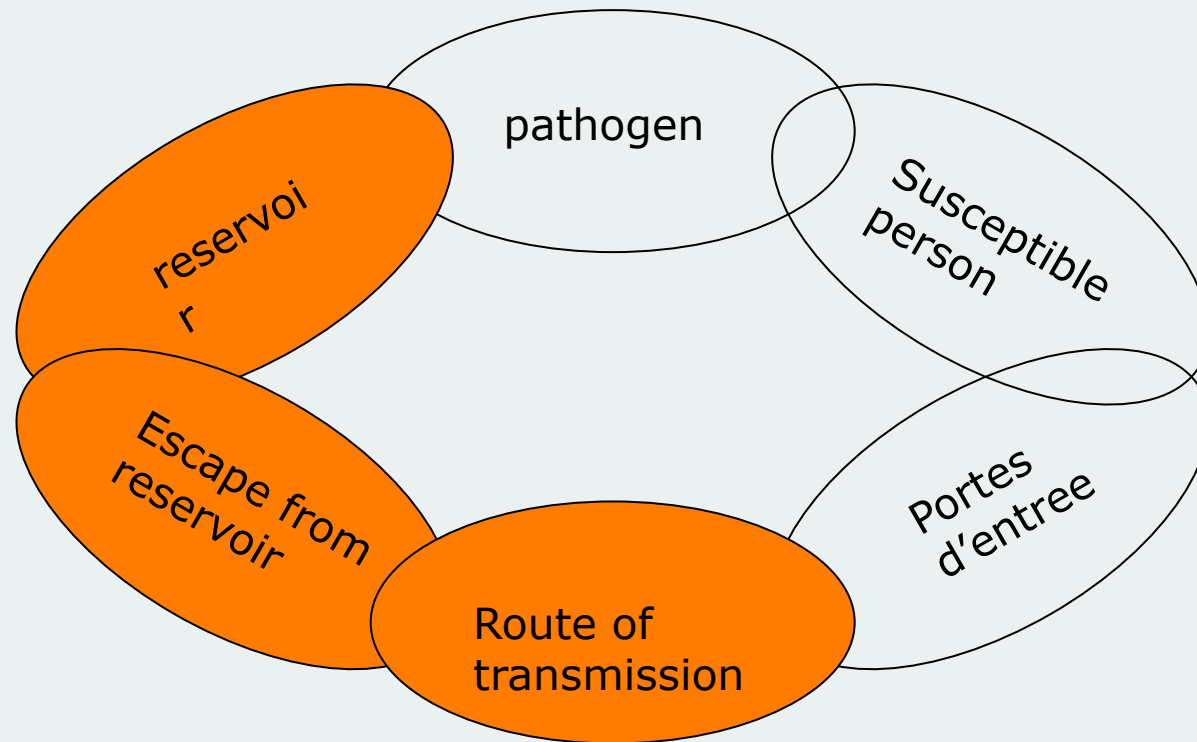 pathogen
Susceptible
person
Portes
d’entree
Route of
transmission
Escape from
reservoir
reservoi
r